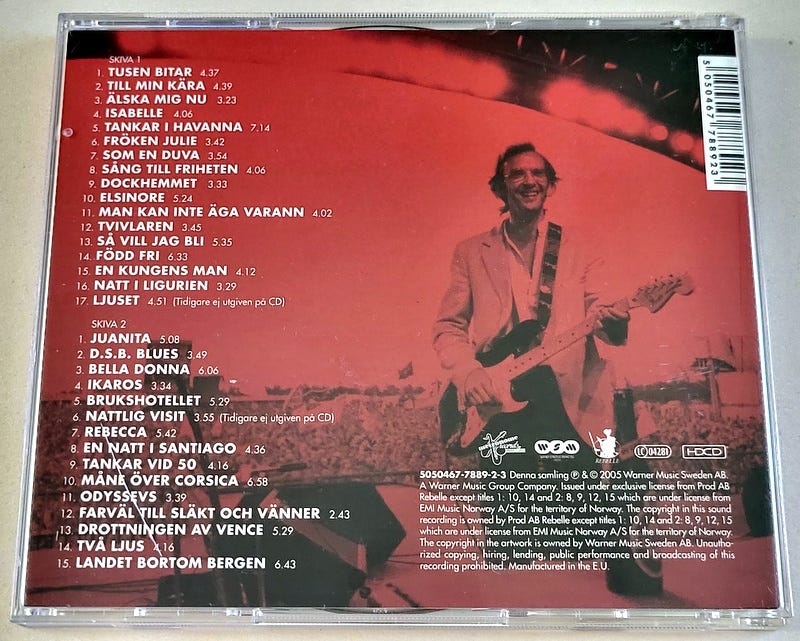 SKIVA 1
1. TUSEN BITAR 4.37
2. TILL MIN KÄRA 4.39
3. ÄLSKA MIG NU 3.23
4. ISABELLE 4.06
5. TANKAR I HAVANNA 7.14
6. FRÖKEN JULIE 3.42
7. SOM EN DUVA 3.54
8. SÅNG TILL FRIHETEN 4.06
9. DOCKHEMMET 3.33
10. ELSINORE 5.24
11. MAN KAN INTE ÄGA VARANN 4.02
12. TVIVLAREN 3.45
13. SÅ VILL JAG BLI 5.35
14. FÖDD FRI 6.33
15. EN KUNGENS MAN 4.12
16. NATT I LIGURIEN 3.29
17. LJUSET 4.51 (Tidigare ej utgiven på CD)
SKIVA 2
1. JUANITA 5.08
2. D.S.B. BLUES 3.49
3. BELLA DONNA 6.06
4. IKAROS 3.34
5. BRUKSHOTELLET 5.29
6. NATTLIG VISIT 3.55 (Tidigare ej utgiven på CD)
7. REBECCA 5.42
8. EN NATT I SANTIAGO 4.36
9. TANKAR VID 50 4.16
10. MÅNE ÖVER CORSICA 6.58
11. ODYSSEVS 3.39
12. FARVÄL TILL SLÄKT OCH VÄNNER 2.43
13. DROTTNINGEN AV VENCE 5.29
14. TVÅ LJUS 4.16
15. LANDET BORTOM BERGEN 6.43
5 050467 788923
metronome
WSM
REBELLE
LC 04281
HDCD
5050467-7889-2-3 Denna samling ℗ & © 2005 Warner Music Sweden AB.
A Warner Music Group Company. Issued under exclusive license from Prod AB
Rebelle except titles 1: 10, 14 and 2: 8, 9, 12, 15 which are under license from
EMI Music Norway A/S for the territory of Norway. The copyright in this sound
recording is owned by Prod AB Rebelle except titles 1: 10, 14 and 2: 8, 9, 12, 15
which are under license from EMI Music Norway A/S for the territory of Norway.
The copyright in the artwork is owned by Warner Music Sweden AB. Unautho-
rized copying, hiring, lending, public performance and broadcasting of this
recording prohibited. Manufactured in the E.U.